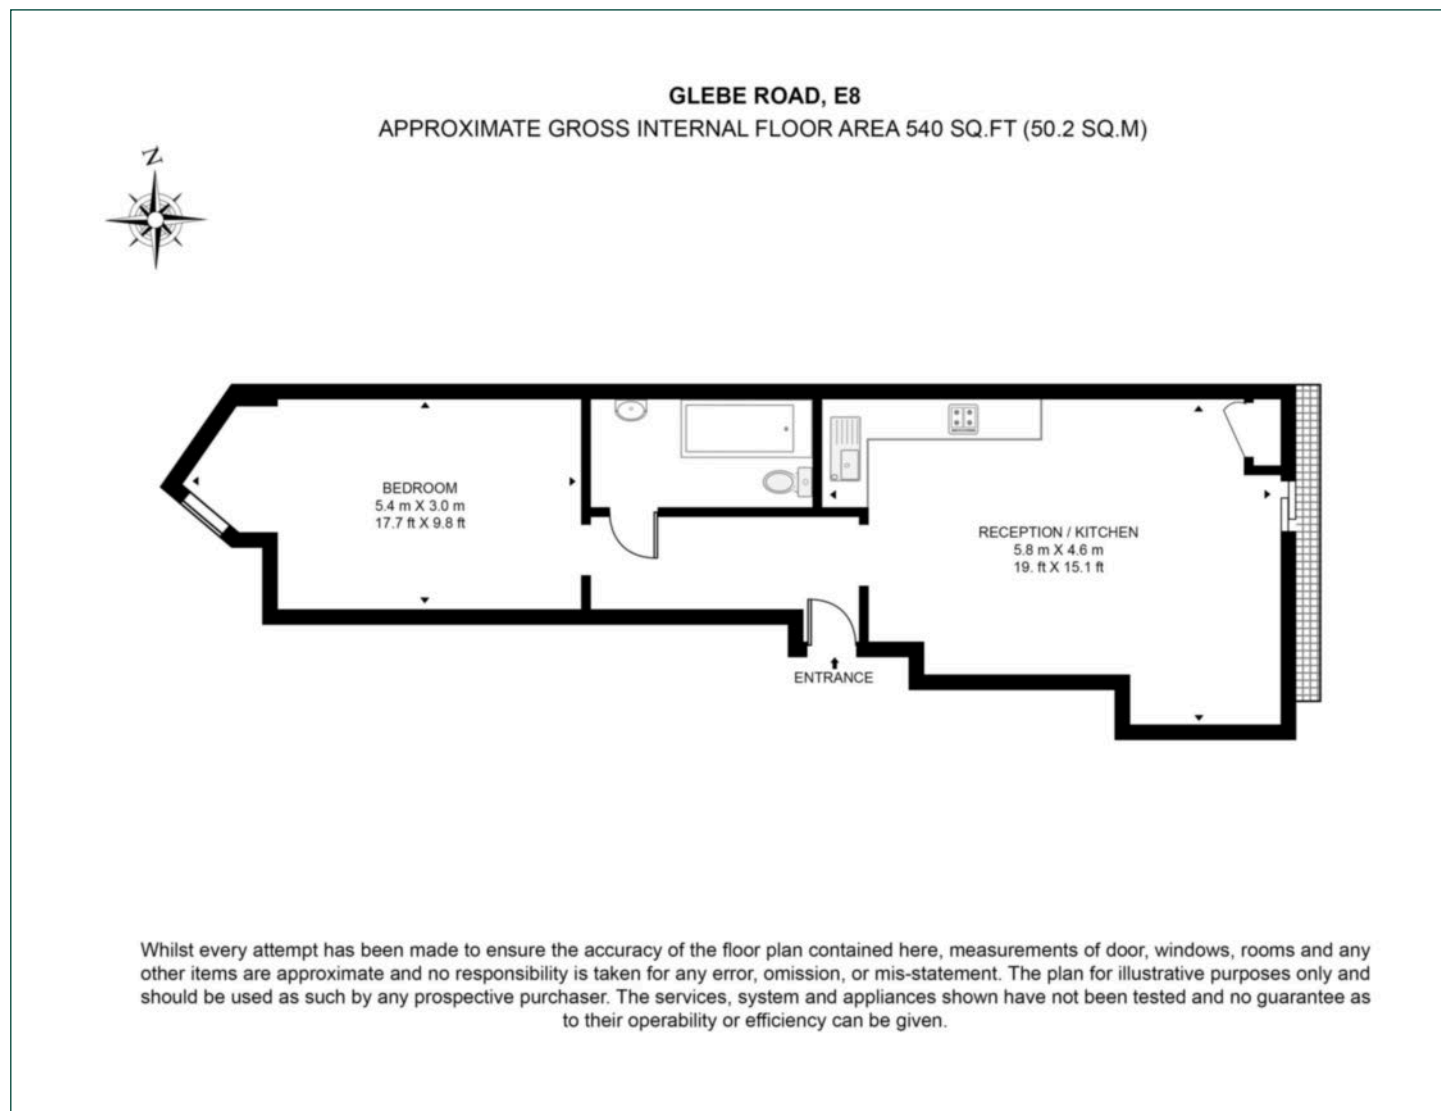 GLEBE ROAD, E8
APPROXIMATE GROSS INTERNAL FLOOR AREA 540 SQ.FT (50.2 SQ.M)
N
BEDROOM
5.4 m X 3.0 m
17.7 ft X 9.8 ft
RECEPTION / KITCHEN
5.8 m X 4.6 m
19. ft X 15.1 ft
ENTRANCE
Whilst every attempt has been made to ensure the accuracy of the floor plan contained here, measurements of door, windows, rooms and any
other items are approximate and no responsibility is taken for any error, omission, or mis-statement. The plan for illustrative purposes only and
should be used as such by any prospective purchaser. The services, system and appliances shown have not been tested and no guarantee as
to their operability or efficiency can be given.